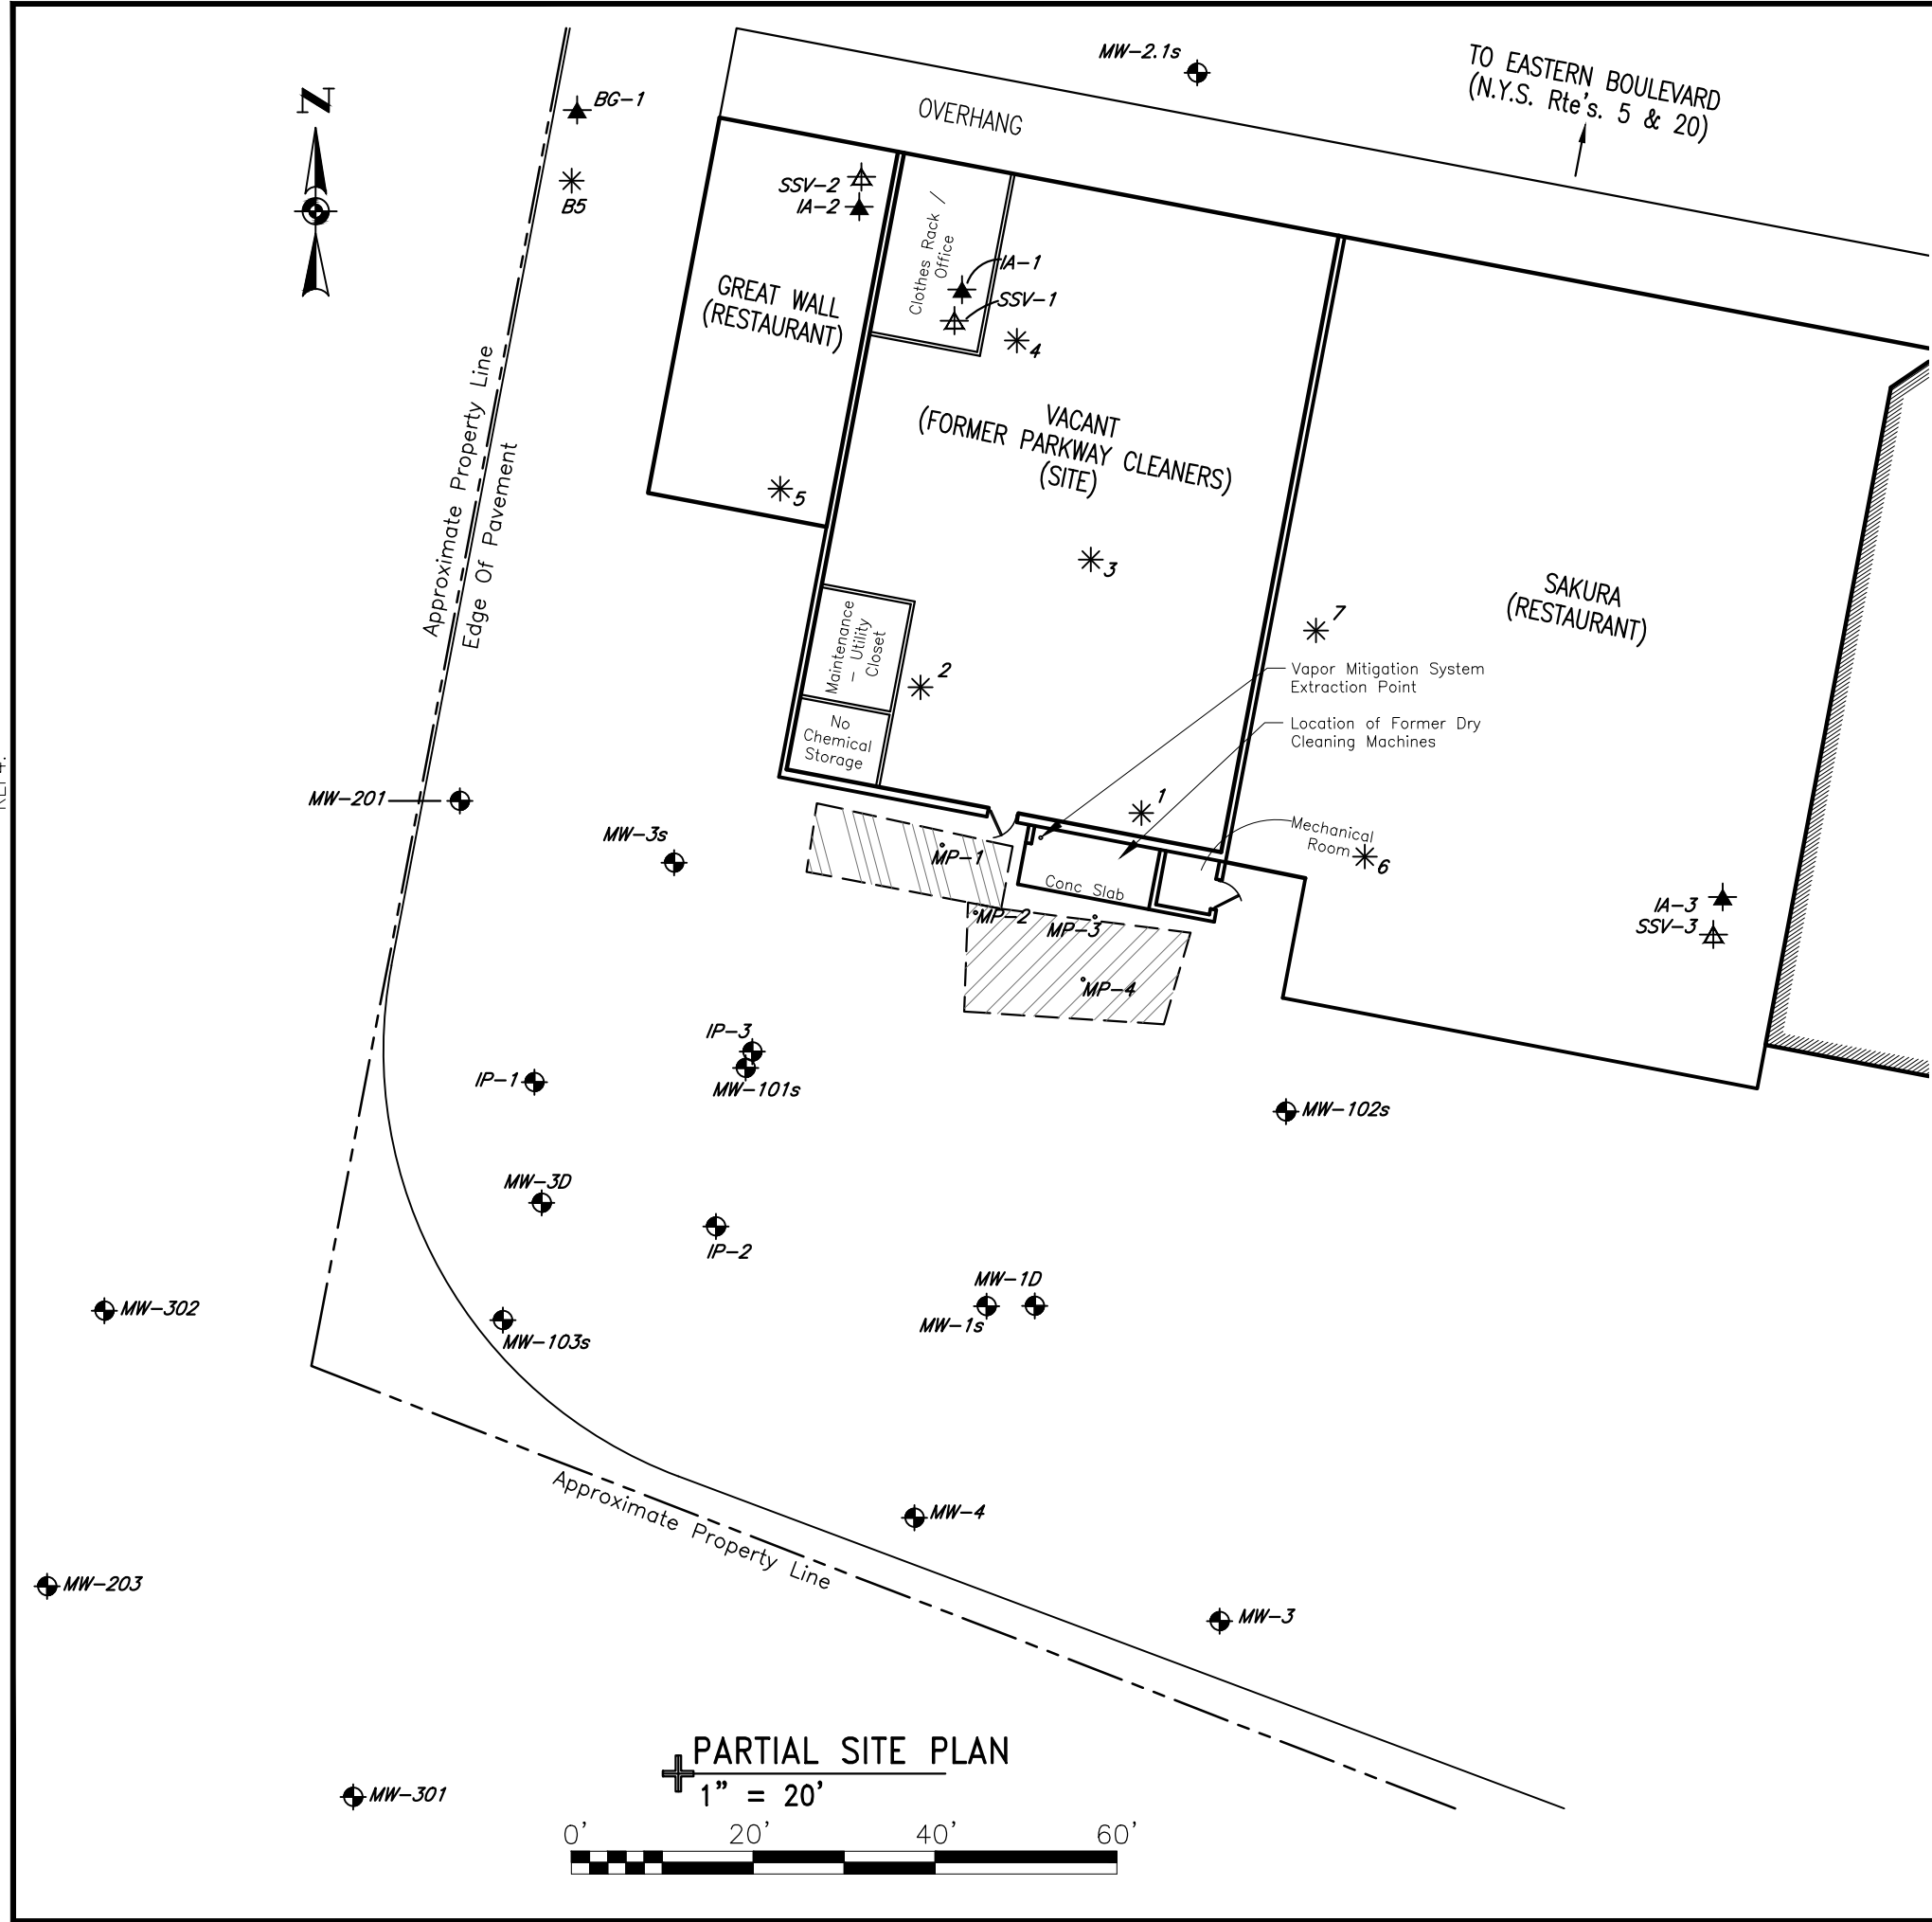 MW-2.1s
TO EASTERN BOULEVARD
(N.Y.S. Rte's. 5 & 20)
N
BG-1
OVERHANG
B5
SSV-2
IA-2
Clothes Rack /
Office
IA-1
SSV-1
4
GREAT WALL
(RESTAURANT)
Approximate Property Line
Edge Of Pavement
VACANT
(FORMER PARKWAY CLEANERS)
(SITE)
5
3
SAKURA
(RESTAURANT)
7
Maintenance
- Utility
Closet
2
Vapor Mitigation System
Extraction Point
No
Chemical
Storage
Location of Former Dry
Cleaning Machines
MW-201
1
MW-3s
Mechanical
Room
6
MP-1
Conc Slab
IA-3
SSV-3
MP-2
MP-3
MP-4
IP-3
IP-1
MW-101s
MW-102s
MW-3D
IP-2
MW-1D
MW-302
MW-1s
MW-103s
Approximate Property Line
MW-4
MW-203
MW-3
PARTIAL SITE PLAN
1" = 20'
MW-301
0' 20' 40' 60'